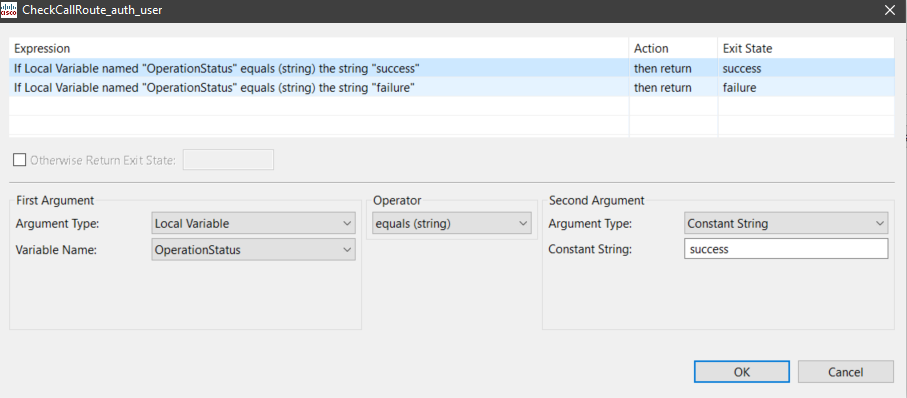 CISCO CheckCallRoute_auth_user
Expression Action Exit State
If Local Variable named "OperationStatus" equals (string) the string "success" then return success
If Local Variable named "OperationStatus" equals (string) the string "failure" then return failure
Otherwise Return Exit State:
First Argument Operator Second Argument
Argument Type: Local Variable equals (string) Argument Type: Constant String
Variable Name: OperationStatus Constant String: success
OK Cancel